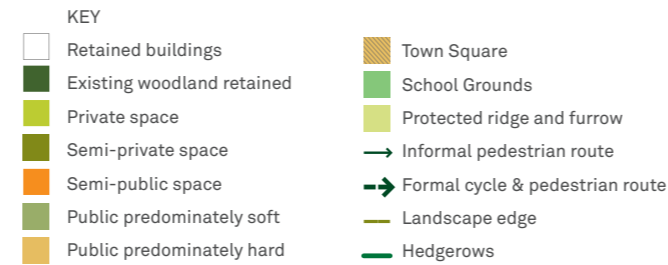 KEY
Retained buildings
Existing woodland retained
Private space
Semi-private space
Semi-public space
Public predominately soft
Public predominately hard
Town Square
School Grounds
Protected ridge and furrow
Informal pedestrian route
Formal cycle & pedestrian route
Landscape edge
Hedgerows